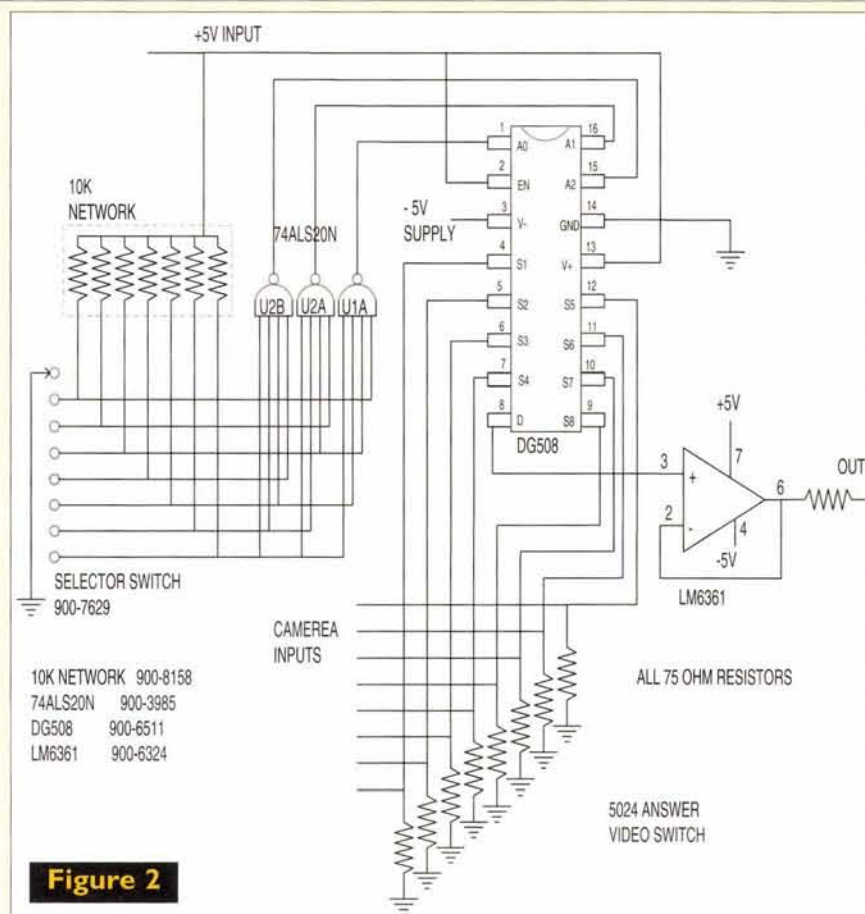 +5V INPUT
10K
NETWORK
74ALS20N
U2B
U2A
U1A
- 5V
SUPPLY
1
A0
2
EN
3
V-
4
S1
5
S2
6
S3
7
S4
8
D
16
A1
15
A2
14
GND
13
V+
12
S5
11
S6
10
S7
9
S8
DG508
+5V
3
+
7
6
OUT
2
-
4
-5V
LM6361
SELECTOR SWITCH
900-7629
CAMEREA
INPUTS
10K NETWORK 900-8158
74ALS20N 900-3985
DG508 900-6511
LM6361 900-6324
ALL 75 OHM RESISTORS
5024 ANSWER
VIDEO SWITCH
Figure 2